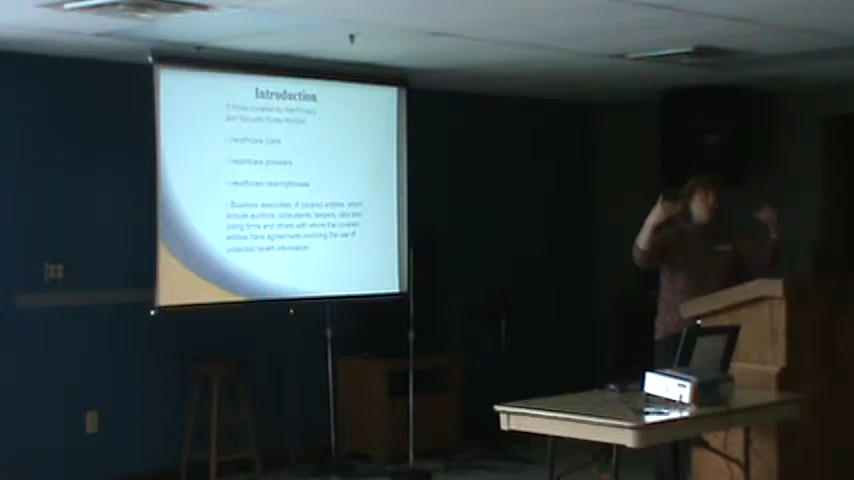 Introduction
Entities covered by the Privacy
and Security Rules include:
Healthcare plans
Healthcare providers
Healthcare clearinghouses
Business associates of covered entities, which
include auditors, consultants, lawyers, data and
billing firms and others with whom the covered
entities have agreements involving the use of
protected health information